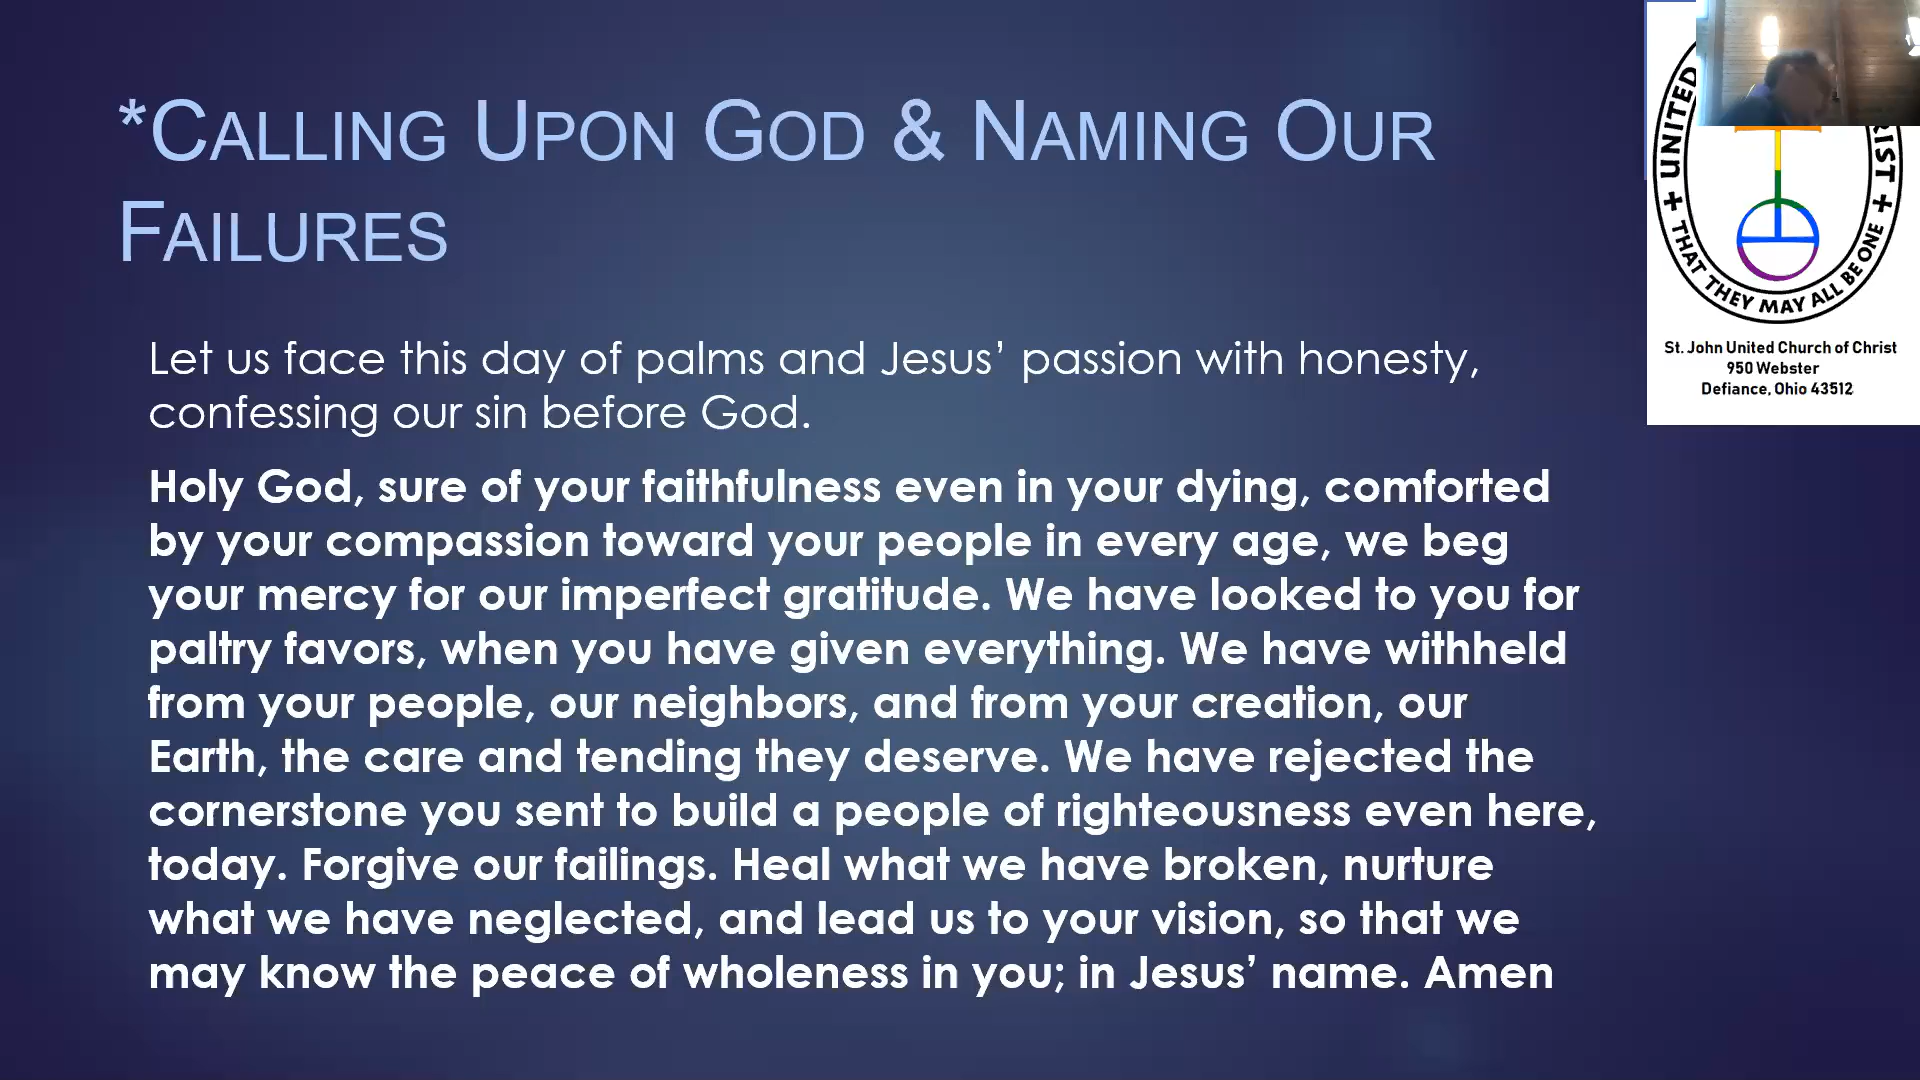 *CALLING UPON GOD & NAMING OUR
FAILURES
Let us face this day of palms and Jesus’ passion with honesty,
confessing our sin before God.
Holy God, sure of your faithfulness even in your dying, comforted
by your compassion toward your people in every age, we beg
your mercy for our imperfect gratitude. We have looked to you for
paltry favors, when you have given everything. We have withheld
from your people, our neighbors, and from your creation, our
Earth, the care and tending they deserve. We have rejected the
cornerstone you sent to build a people of righteousness even here,
today. Forgive our failings. Heal what we have broken, nurture
what we have neglected, and lead us to your vision, so that we
may know the peace of wholeness in you; in Jesus’ name. Amen
UNITED
THAT THEY MAY ALL BE ONE
St. John United Church of Christ
950 Webster
Defiance, Ohio 43512